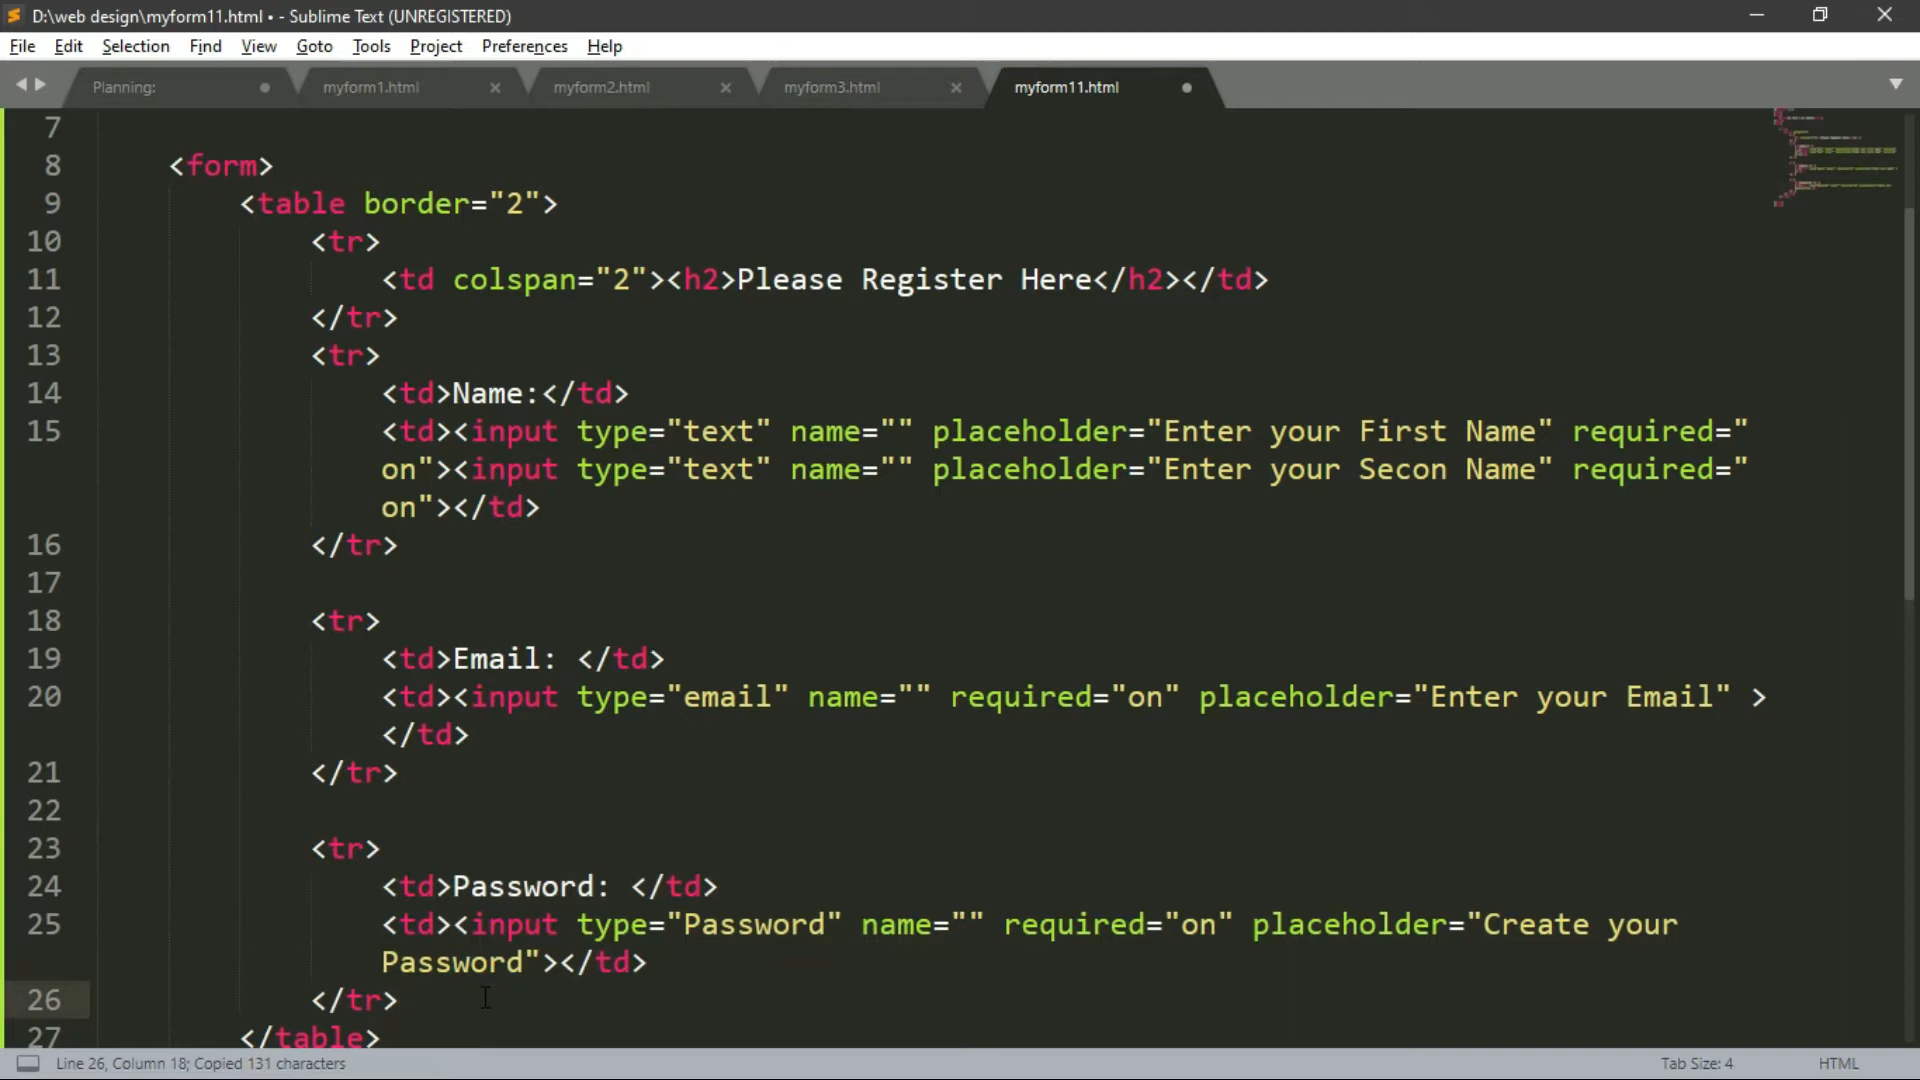 D:\web design\myform11.html • - Sublime Text (UNREGISTERED)
File Edit Selection Find View Goto Tools Project Preferences Help
Planning: myform1.html myform2.html myform3.html myform11.html
7
8 <form>
9 <table border="2">
10 <tr>
11 <td colspan="2"><h2>Please Register Here</h2></td>
12 </tr>
13 <tr>
14 <td>Name:</td>
15 <td><input type="text" name="" placeholder="Enter your First Name" required="
on"><input type="text" name="" placeholder="Enter your Secon Name" required="
on"></td>
16 </tr>
17
18 <tr>
19 <td>Email: </td>
20 <td><input type="email" name="" required="on" placeholder="Enter your Email" >
</td>
21 </tr>
22
23 <tr>
24 <td>Password: </td>
25 <td><input type="Password" name="" required="on" placeholder="Create your
Password"></td>
26 </tr>
27 </table>
Line 26, Column 18; Copied 131 characters Tab Size: 4 HTML